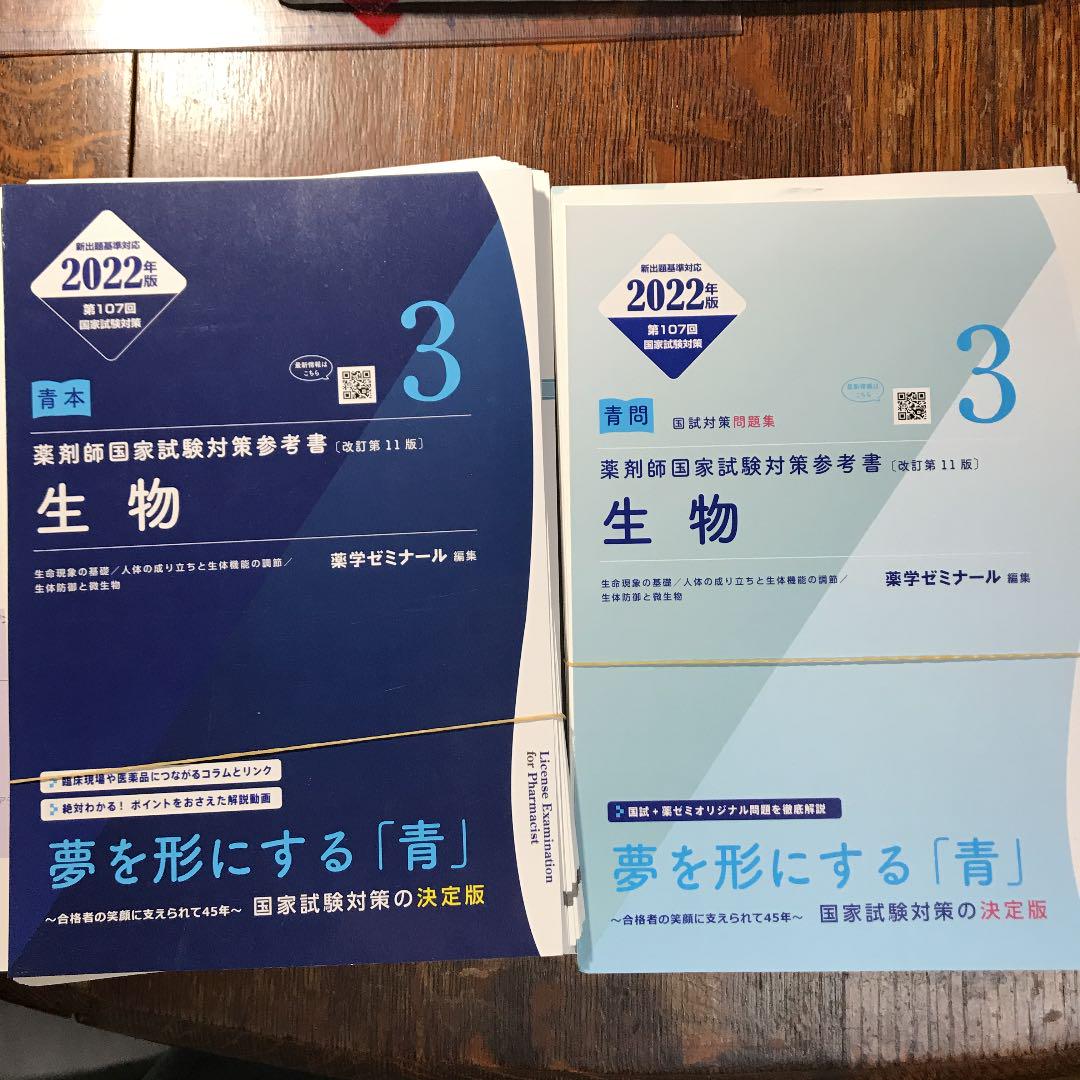 新出題基準対応
2022年版
第107回
国家試験対策
3
最新情報は
こちら
青本
薬剤師国家試験対策参考書〔改訂第11版〕
生物
生命現象の基礎/人体の成り立ちと生体機能の調節/
生体防御と微生物
薬学ゼミナール 編集
臨床現場や医薬品につながるコラムとリンク
絶対わかる! ポイントをおさえた解説動画
夢を形にする「青」
~合格者の笑顔に支えられて45年~ 国家試験対策の決定版
License Examination
for Pharmacist
新出題基準対応
2022年版
第107回
国家試験対策
3
最新情報は
こちら
青問 国試対策問題集
薬剤師国家試験対策参考書〔改訂第11版〕
生物
生命現象の基礎/人体の成り立ちと生体機能の調節/
生体防御と微生物
薬学ゼミナール 編集
国試+薬ゼミオリジナル問題を徹底解説
夢を形にする「青」
~合格者の笑顔に支えられて45年~ 国家試験対策の決定版